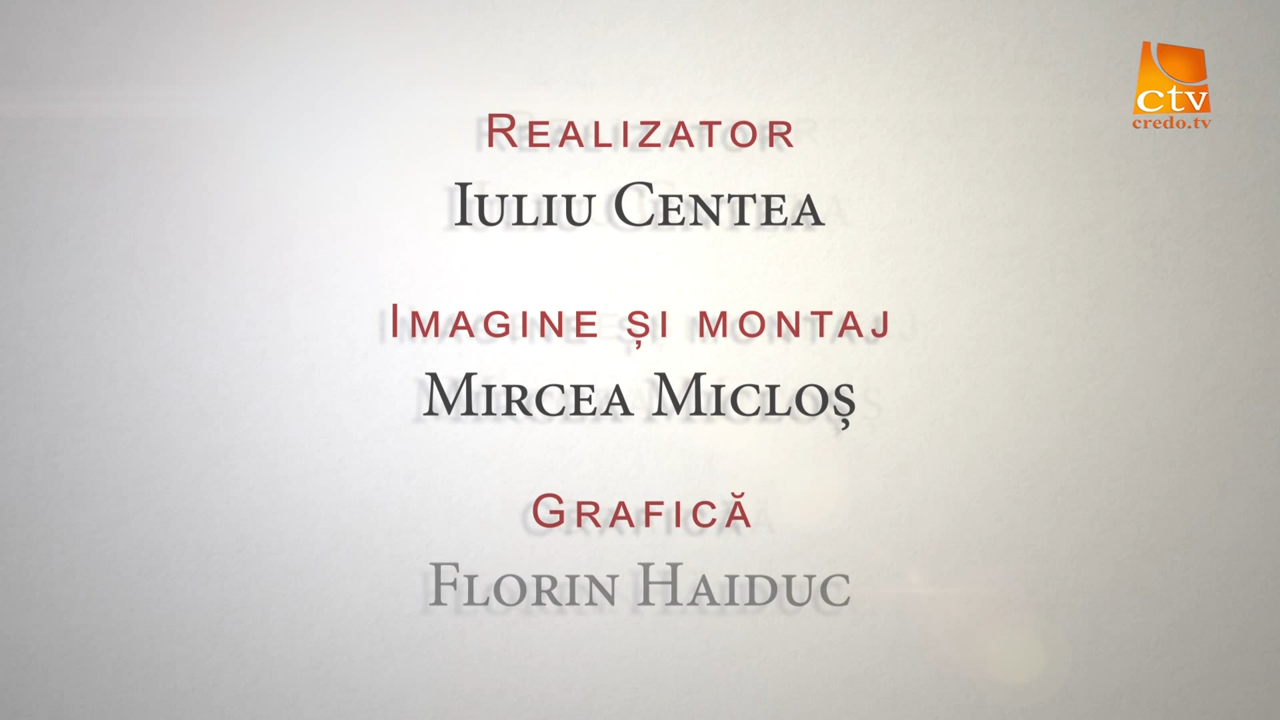 Realizator
Iuliu Centea
Imagine și montaj
Mircea Micloș
Grafică
Florin Haiduc
ctv
credo.tv